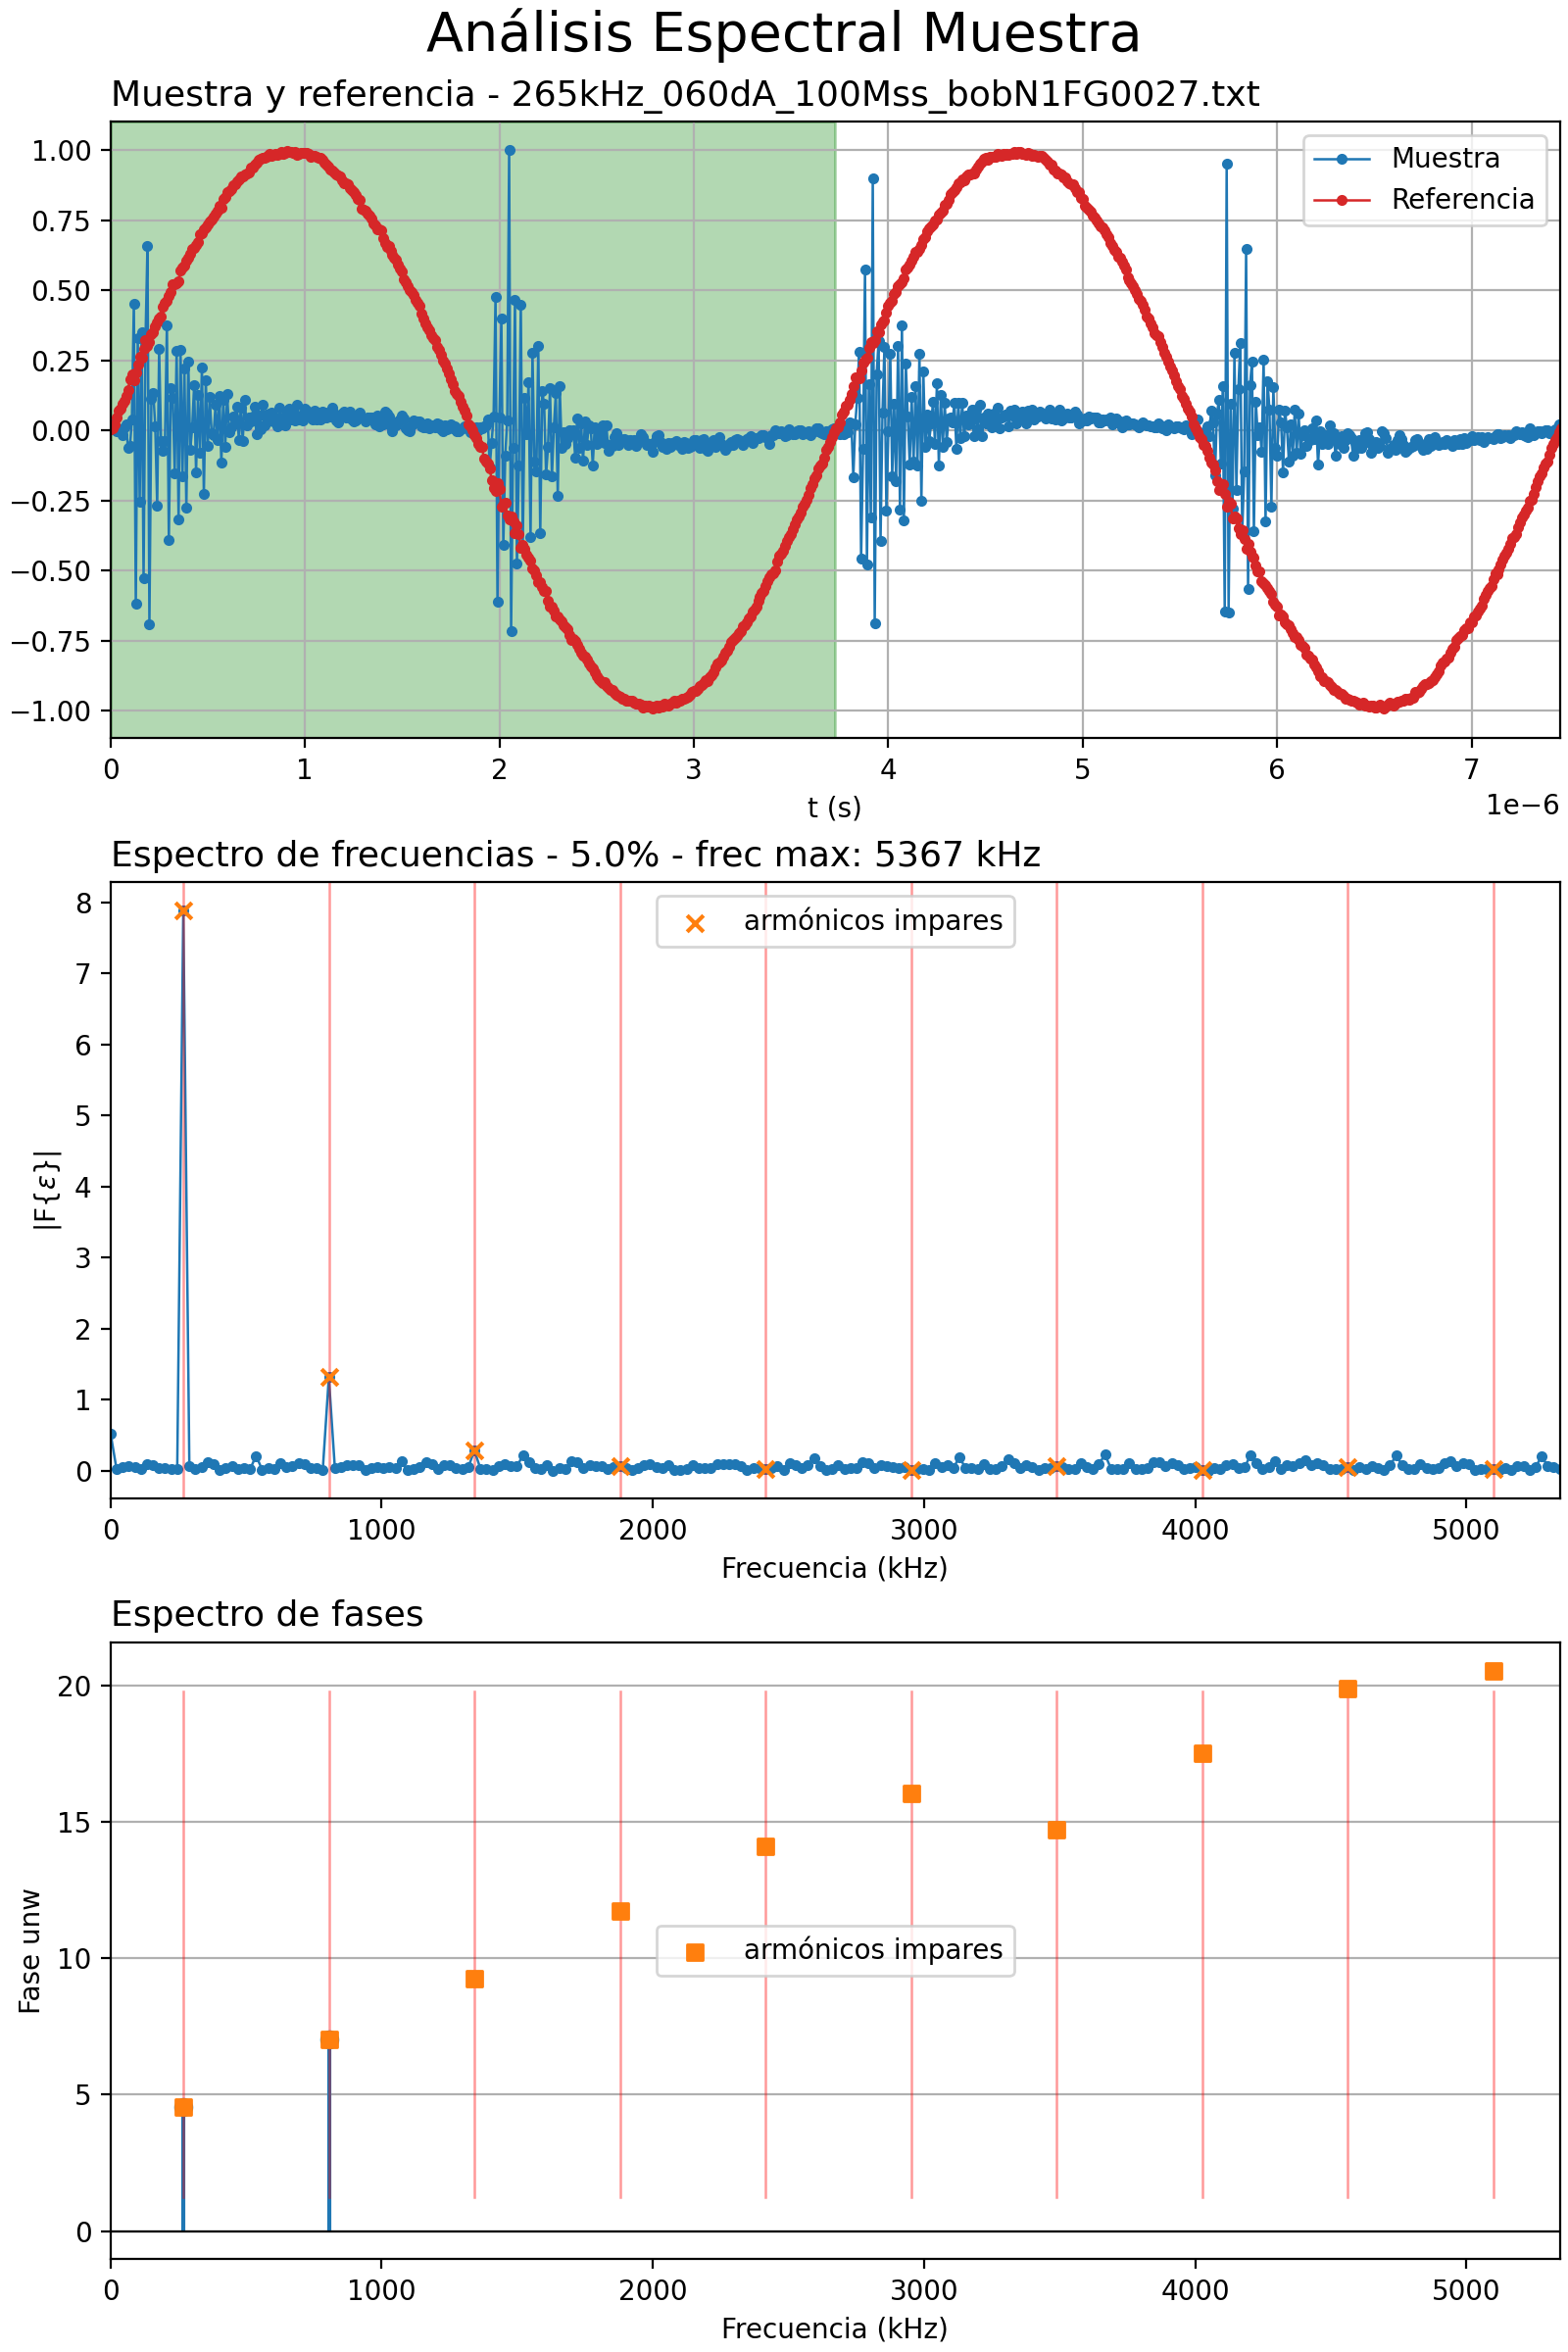 Análisis Espectral Muestra
Muestra y referencia - 265kHz_060dA_100Mss_bobN1FG0027.txt
1.00
0.75
0.50
0.25
0.00
−0.25
−0.50
−0.75
−1.00
Muestra
Referencia
0 1 2 3 4 5 6 7
t (s)
1e−6
Espectro de frecuencias - 5.0% - frec max: 5367 kHz
8
7
6
5
4
3
2
1
0
|F{ε}|
armónicos impares
0 1000 2000 3000 4000 5000
Frecuencia (kHz)
Espectro de fases
20
15
10
5
0
Fase unw
armónicos impares
0 1000 2000 3000 4000 5000
Frecuencia (kHz)